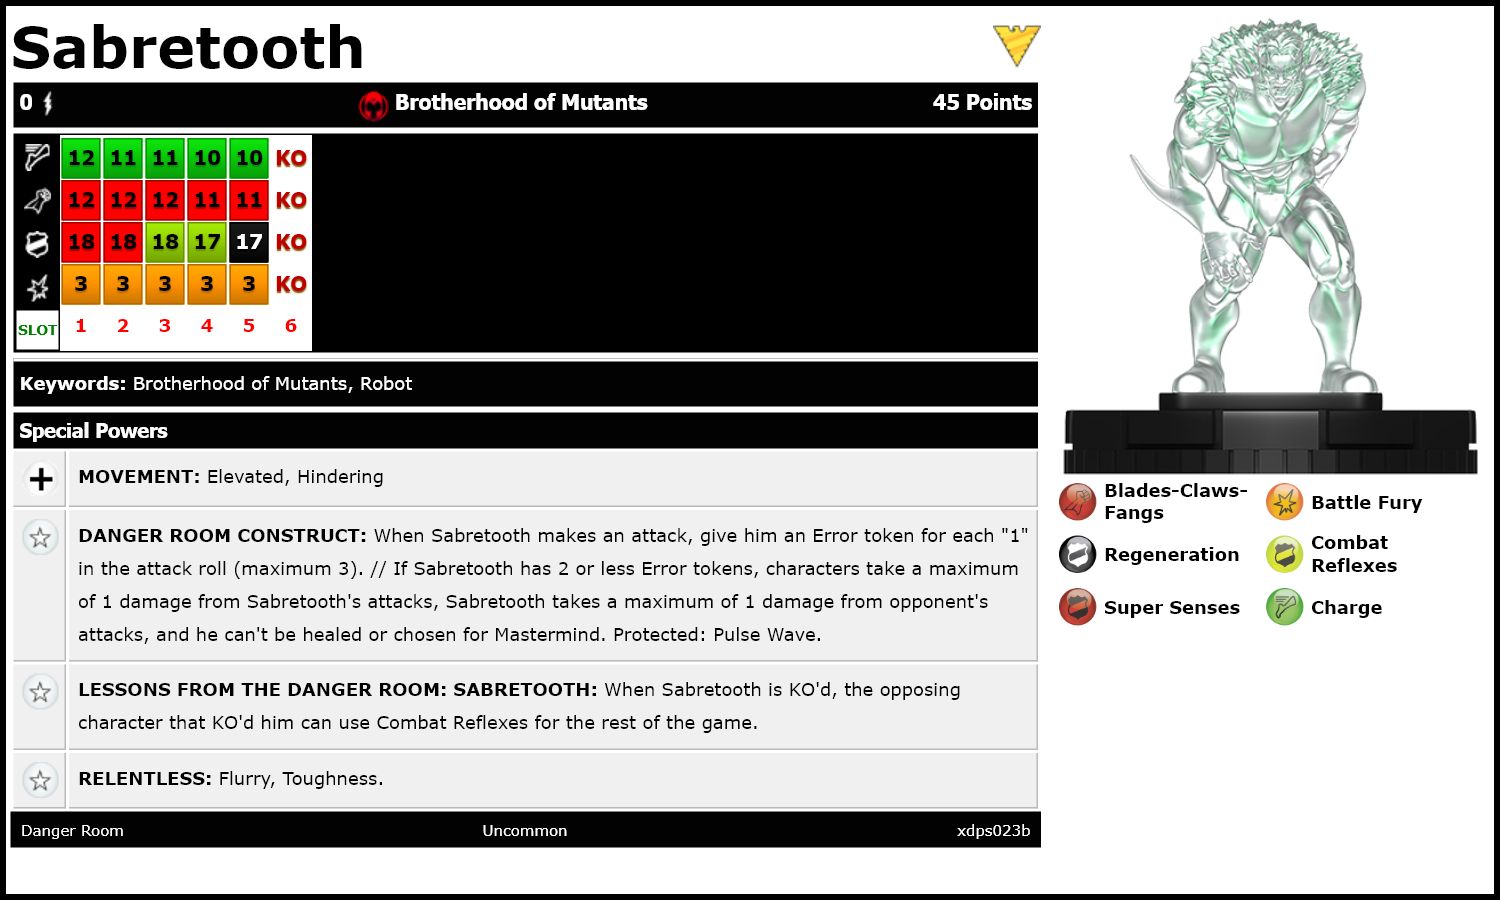 Sabretooth
0 Brotherhood of Mutants 45 Points
12 11 11 10 10 KO
12 12 12 11 11 KO
18 18 18 17 17 KO
3 3 3 3 3 KO
SLOT 1 2 3 4 5 6
Keywords: Brotherhood of Mutants, Robot
Special Powers
MOVEMENT: Elevated, Hindering
DANGER ROOM CONSTRUCT: When Sabretooth makes an attack, give him an Error token for each "1"
in the attack roll (maximum 3). // If Sabretooth has 2 or less Error tokens, characters take a maximum
of 1 damage from Sabretooth's attacks, Sabretooth takes a maximum of 1 damage from opponent's
attacks, and he can't be healed or chosen for Mastermind. Protected: Pulse Wave.
LESSONS FROM THE DANGER ROOM: SABRETOOTH: When Sabretooth is KO'd, the opposing
character that KO'd him can use Combat Reflexes for the rest of the game.
RELENTLESS: Flurry, Toughness.
Danger Room Uncommon xdps023b
Blades-Claws-
Fangs
Battle Fury
Regeneration
Combat
Reflexes
Super Senses
Charge